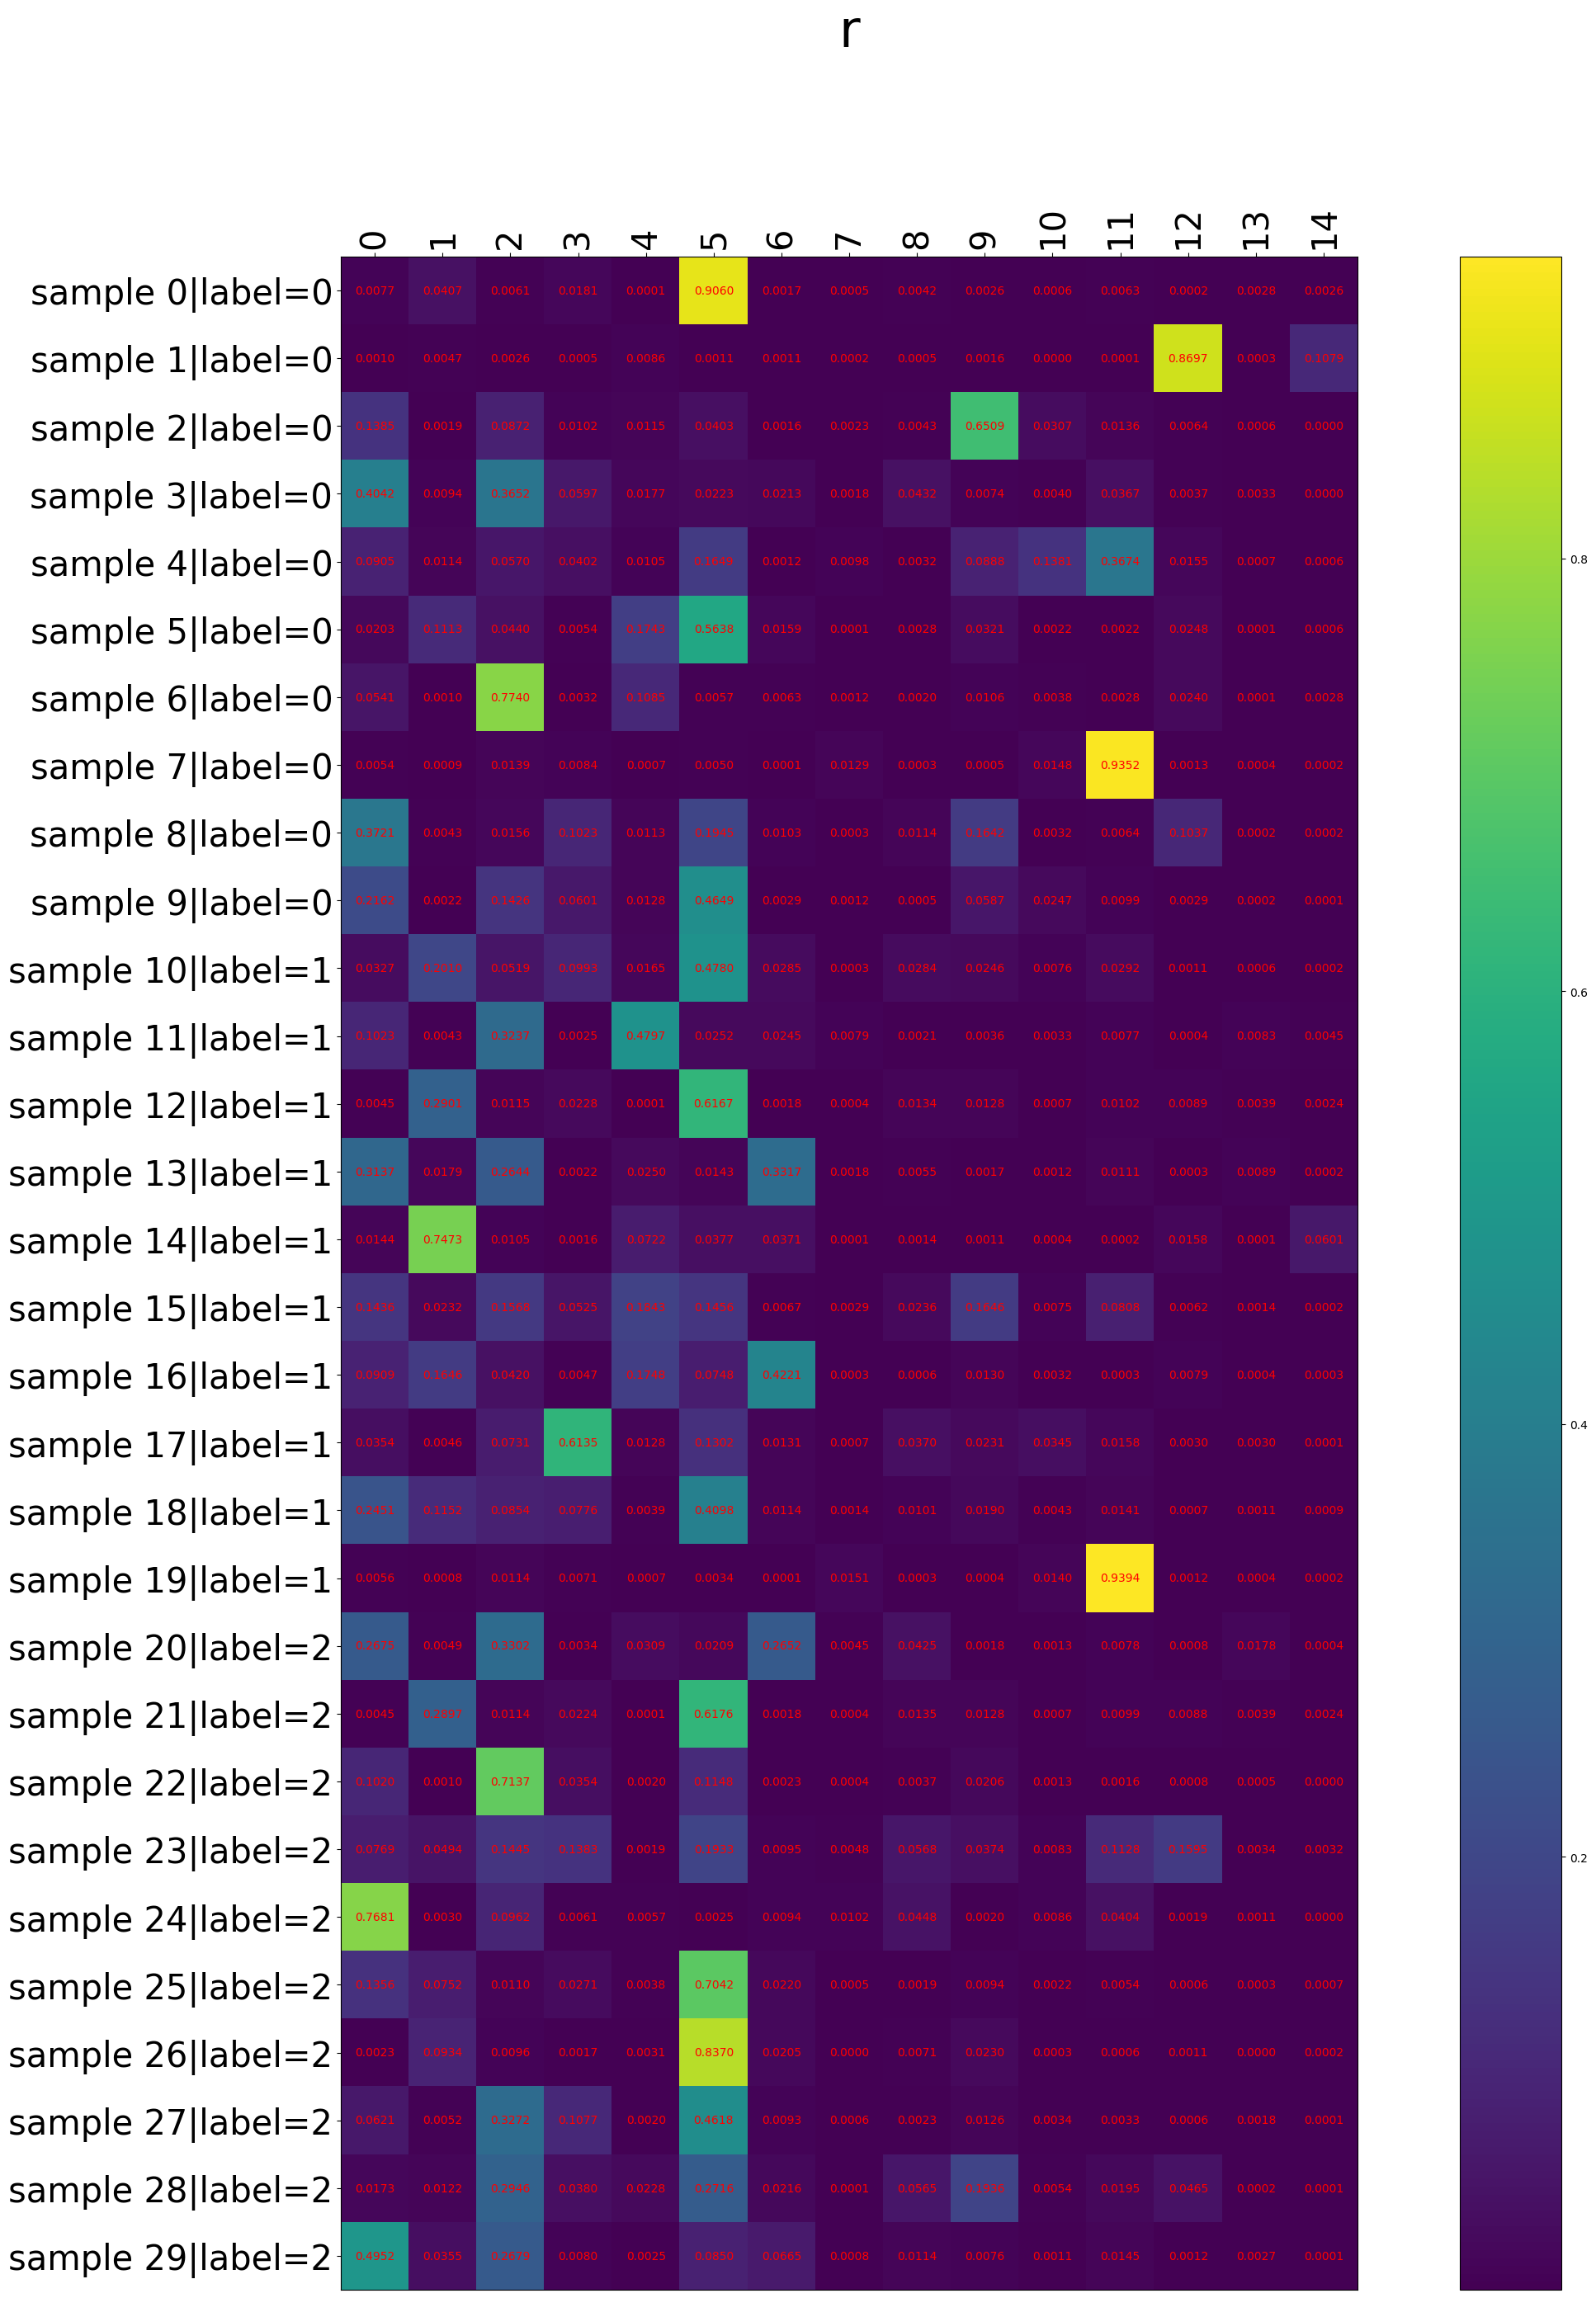 r
0 1 2 3 4 5 6 7 8 9 10 11 12 13 14
sample 0|label=0 0.0077 0.0407 0.0061 0.0181 0.0001 0.9060 0.0017 0.0005 0.0042 0.0026 0.0006 0.0063 0.0002 0.0028 0.0026
sample 1|label=0 0.0010 0.0047 0.0026 0.0005 0.0086 0.0011 0.0011 0.0002 0.0005 0.0016 0.0000 0.0001 0.8697 0.0003 0.1079
sample 2|label=0 0.1385 0.0019 0.0872 0.0102 0.0115 0.0403 0.0016 0.0023 0.0043 0.6509 0.0307 0.0136 0.0064 0.0006 0.0000
sample 3|label=0 0.4042 0.0094 0.3652 0.0597 0.0177 0.0223 0.0213 0.0018 0.0432 0.0074 0.0040 0.0367 0.0037 0.0033 0.0000
sample 4|label=0 0.0905 0.0114 0.0570 0.0402 0.0105 0.0012 0.0098 0.0032 0.0888 0.1381 0.3674 0.0155 0.0007 0.0006
0.8
sample 5|label=0 0.0203 0.1113 0.0440 0.0054 0.5638 0.0159 0.0001 0.0028 0.0321 0.0022 0.0022 0.0248 0.0001 0.0006
sample 6|label=0 0.0541 0.0010 0.7740 0.0032 0.1085 0.0057 0.0063 0.0012 0.0020 0.0106 0.0038 0.0028 0.0240 0.0001 0.0028
sample 7|label=0 0.0054 0.0009 0.0139 0.0084 0.0007 0.0050 0.0001 0.0129 0.0003 0.0005 0.0148 0.9352 0.0013 0.0004 0.0002
sample 8|label=0 0.3721 0.0043 0.0156 0.1023 0.0113 0.0103 0.0003 0.0114 0.1642 0.0032 0.0064 0.1037 0.0002 0.0002
sample 9|label=0 0.0022 0.1426 0.0601 0.0128 0.4649 0.0029 0.0012 0.0005 0.0587 0.0247 0.0099 0.0029 0.0002 0.0001
sample 10|label=1 0.0327 0.0519 0.0993 0.0165 0.4780 0.0285 0.0003 0.0284 0.0246 0.0076 0.0292 0.0011 0.0006 0.0002
0.6
sample 11|label=1 0.1023 0.0043 0.3237 0.0025 0.4797 0.0252 0.0245 0.0079 0.0021 0.0036 0.0033 0.0077 0.0004 0.0083 0.0045
sample 12|label=1 0.0045 0.0115 0.0228 0.0001 0.6167 0.0018 0.0004 0.0134 0.0128 0.0007 0.0102 0.0089 0.0039 0.0024
sample 13|label=1 0.3137 0.0179 0.2644 0.0022 0.0250 0.0143 0.3317 0.0018 0.0055 0.0017 0.0012 0.0111 0.0003 0.0089 0.0002
sample 14|label=1 0.0144 0.7473 0.0105 0.0016 0.0722 0.0377 0.0371 0.0001 0.0014 0.0011 0.0004 0.0002 0.0158 0.0001 0.0601
sample 15|label=1 0.1436 0.0232 0.1568 0.0525 0.1456 0.0067 0.0029 0.0236 0.0075 0.0808 0.0062 0.0014 0.0002
sample 16|label=1 0.0909 0.0420 0.0047 0.0748 0.4221 0.0003 0.0006 0.0130 0.0032 0.0003 0.0079 0.0004 0.0003
0.4
sample 17|label=1 0.0354 0.0046 0.0731 0.6135 0.0128 0.1302 0.0131 0.0007 0.0370 0.0231 0.0345 0.0158 0.0030 0.0030 0.0001
sample 18|label=1 0.1152 0.0854 0.0776 0.0039 0.4098 0.0114 0.0014 0.0101 0.0190 0.0043 0.0141 0.0007 0.0011 0.0009
sample 19|label=1 0.0056 0.0008 0.0114 0.0071 0.0007 0.0034 0.0001 0.0151 0.0003 0.0004 0.0140 0.9394 0.0012 0.0004 0.0002
sample 20|label=2 0.0049 0.3302 0.0034 0.0309 0.0209 0.0045 0.0425 0.0018 0.0013 0.0078 0.0008 0.0178 0.0004
sample 21|label=2 0.0045 0.0114 0.0224 0.0001 0.6176 0.0018 0.0004 0.0135 0.0128 0.0007 0.0099 0.0088 0.0039 0.0024
sample 22|label=2 0.1020 0.0010 0.7137 0.0354 0.0020 0.1148 0.0023 0.0004 0.0037 0.0206 0.0013 0.0016 0.0008 0.0005 0.0000
sample 23|label=2 0.0769 0.0494 0.1445 0.1383 0.0019 0.0095 0.0048 0.0568 0.0374 0.0083 0.1128 0.0034 0.0032
0.2
sample 24|label=2 0.7681 0.0030 0.0962 0.0061 0.0057 0.0025 0.0094 0.0102 0.0448 0.0020 0.0086 0.0404 0.0019 0.0011 0.0000
sample 25|label=2 0.1356 0.0752 0.0110 0.0271 0.0038 0.7042 0.0220 0.0005 0.0019 0.0094 0.0022 0.0054 0.0006 0.0003 0.0007
sample 26|label=2 0.0023 0.0934 0.0096 0.0017 0.0031 0.8370 0.0205 0.0000 0.0071 0.0230 0.0003 0.0006 0.0011 0.0000 0.0002
sample 27|label=2 0.0621 0.0052 0.3272 0.1077 0.0020 0.4618 0.0093 0.0006 0.0023 0.0126 0.0034 0.0033 0.0006 0.0018 0.0001
sample 28|label=2 0.0173 0.0122 0.2946 0.0380 0.0228 0.2716 0.0216 0.0001 0.0565 0.0054 0.0195 0.0465 0.0002 0.0001
sample 29|label=2 0.4952 0.0355 0.2679 0.0080 0.0025 0.0850 0.0665 0.0008 0.0114 0.0076 0.0011 0.0145 0.0012 0.0027 0.0001